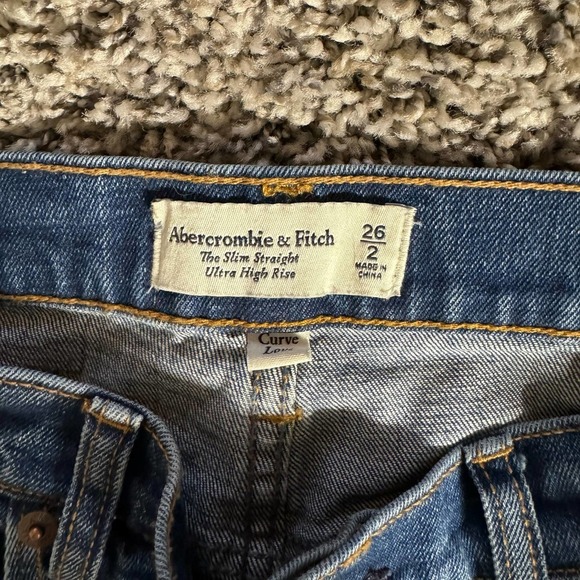 Abercrombie & Fitch
The Slim Straight
Ultra High Rise
26
2
MADE IN
CHINA
Curve